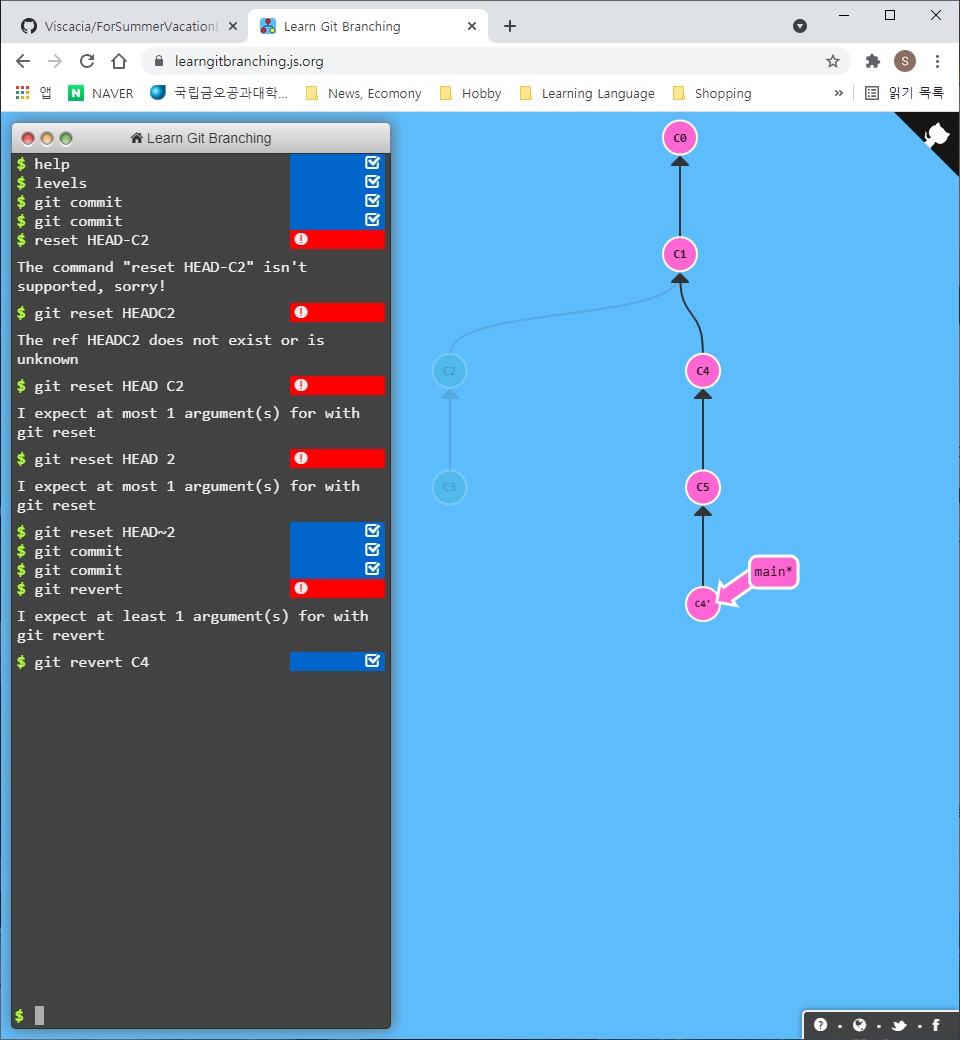 Viscacia/ForSummerVacation
Learn Git Branching
learngitbranching.js.org
S
앱
NAVER
국립금오공과대학...
News, Ecomony
Hobby
Learning Language
Shopping
»
읽기 목록
Learn Git Branching
$ help
$ levels
$ git commit
$ git commit
$ reset HEAD-C2
The command "reset HEAD-C2" isn't
supported, sorry!
$ git reset HEADC2
The ref HEADC2 does not exist or is
unknown
$ git reset HEAD C2
I expect at most 1 argument(s) for with
git reset
$ git reset HEAD 2
I expect at most 1 argument(s) for with
git reset
$ git reset HEAD~2
$ git commit
$ git commit
$ git revert
I expect at least 1 argument(s) for with
git revert
$ git revert C4
$
C0
C1
C2
C4
C3
C5
main*
C4'